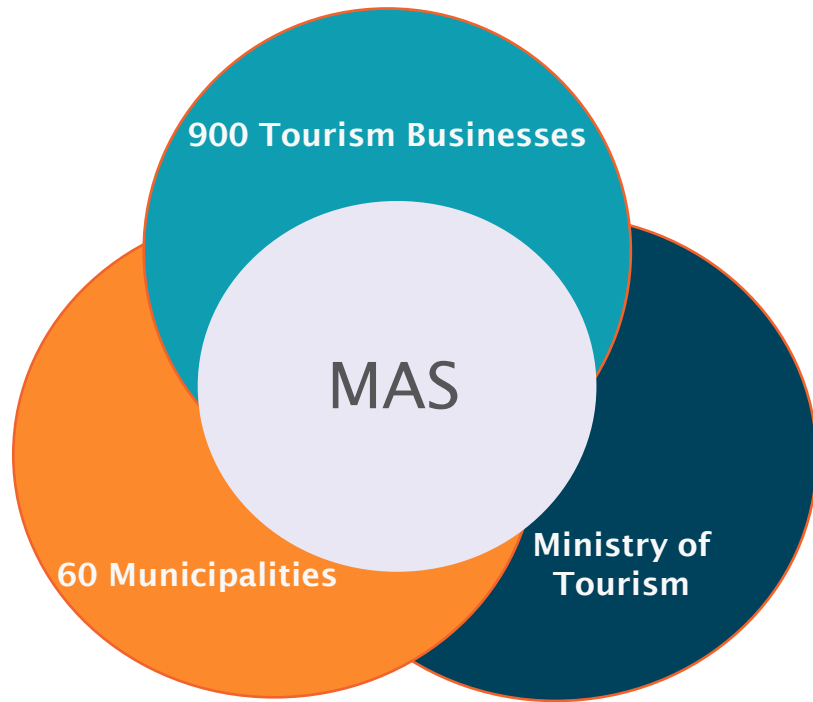 900 Tourism Businesses
MAS
60 Municipalities
Ministry of
Tourism